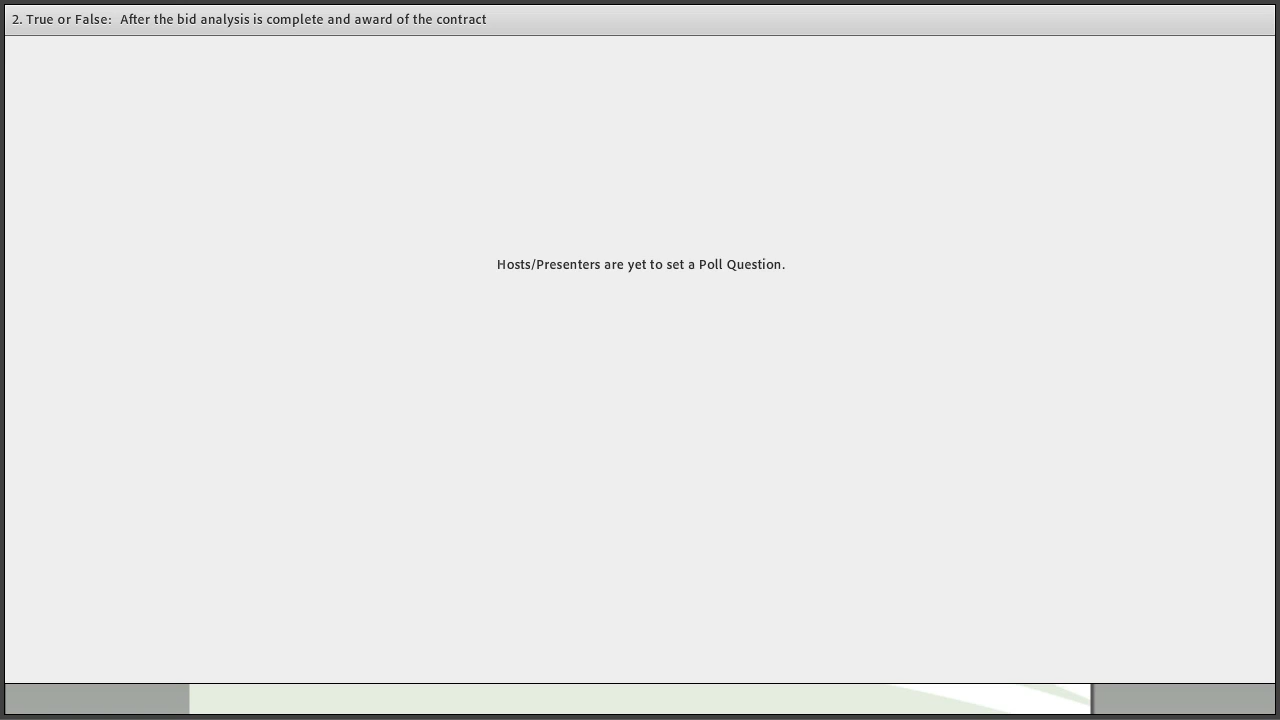 2. True or False:  After the bid analysis is complete and award of the contract
Hosts/Presenters are yet to set a Poll Question.